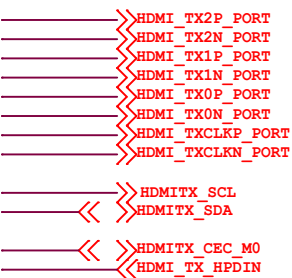 HDMI_TX2P_PORT
HDMI_TX2N_PORT
HDMI_TX1P_PORT
HDMI_TX1N_PORT
HDMI_TX0P_PORT
HDMI_TX0N_PORT
HDMI_TXCLKP_PORT
HDMI_TXCLKN_PORT
HDMITX_SCL
HDMITX_SDA
HDMITX_CEC_M0
HDMI_TX_HPDIN